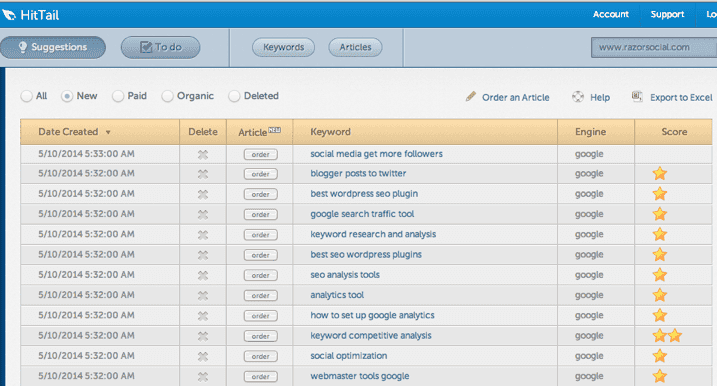 HitTail Account Support Lo
Suggestions To do Keywords Articles www.razorsocial.com
All New Paid Organic Deleted Order an Article Help Export to Excel
Date Created Delete Article NEW Keyword Engine Score
5/10/2014 5:33:00 AM order social media get more followers google
5/10/2014 5:32:00 AM order blogger posts to twitter google
5/10/2014 5:32:00 AM order best wordpress seo plugin google
5/10/2014 5:32:00 AM order google search traffic tool google
5/10/2014 5:32:00 AM order keyword research and analysis google
5/10/2014 5:32:00 AM order best seo wordpress plugins google
5/10/2014 5:32:00 AM order seo analysis tools google
5/10/2014 5:32:00 AM order analytics tool google
5/10/2014 5:32:00 AM order how to set up google analytics google
5/10/2014 5:32:00 AM order keyword competitive analysis google
5/10/2014 5:32:00 AM order social optimization google
5/10/2014 5:32:00 AM order webmaster tools google google